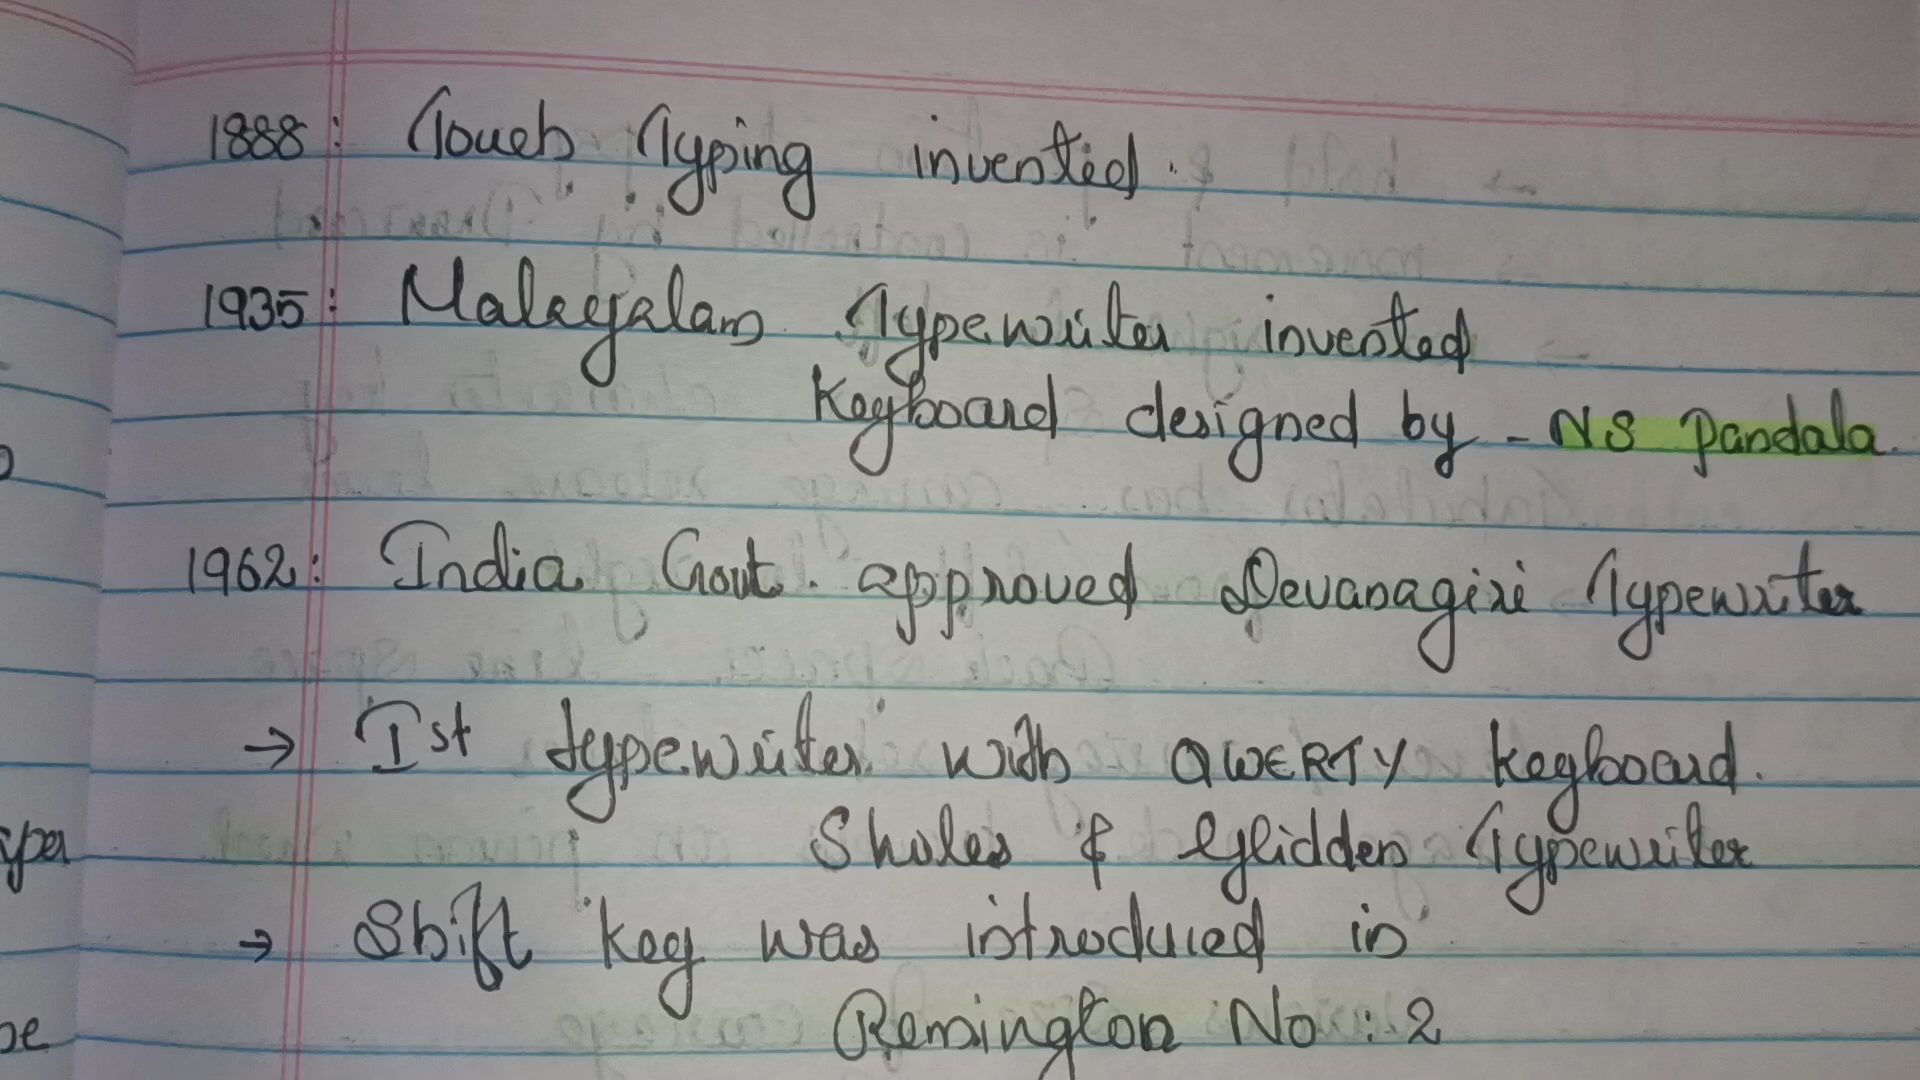 1888: Touch Typing invented.
1935: Malayalam Typewriter invented
Keyboard designed by - NS Pandala.
1962: India Govt. approved Devanagiri Typewriter
→ Ist typewriter with QWERTY keyboard.
Sholes & Glidden Typewriter
→ Shift key was introduced in
Remington No: 2